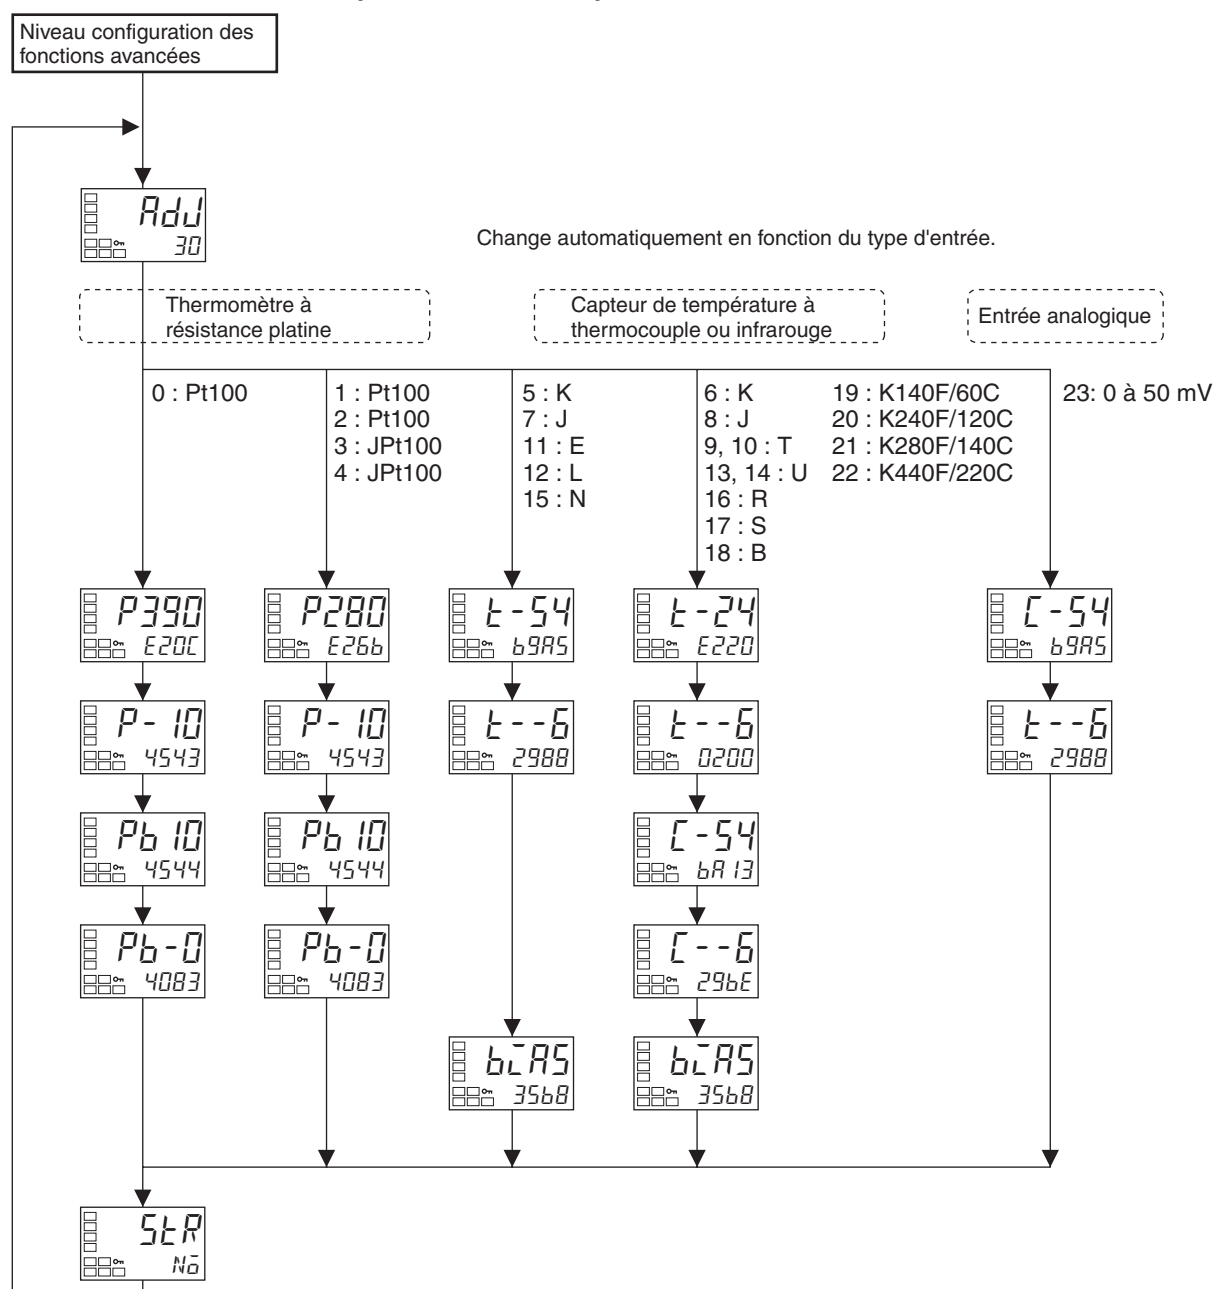 Niveau configuration des
fonctions avancées
AdJ
30
Change automatiquement en fonction du type d'entrée.
Thermomètre à
résistance platine
Capteur de température à
thermocouple ou infrarouge
Entrée analogique
0 : Pt100
1 : Pt100
2 : Pt100
3 : JPt100
4 : JPt100
5 : K
7 : J
11 : E
12 : L
15 : N
6 : K
8 : J
9, 10 : T
13, 14 : U
16 : R
17 : S
18 : B
19 : K140F/60C
20 : K240F/120C
21 : K280F/140C
22 : K440F/220C
23: 0 à 50 mV
P390
E20C
P280
E26b
t-54
b9A5
t-24
E220
C-54
b9A5
P-10
4543
P-10
4543
t--6
2988
t--6
0200
t--6
2988
Pb10
4544
Pb10
4544
C-54
bA13
Pb-0
4083
Pb-0
4083
C--6
29bE
biAS
35b8
biAS
35b8
StR
No